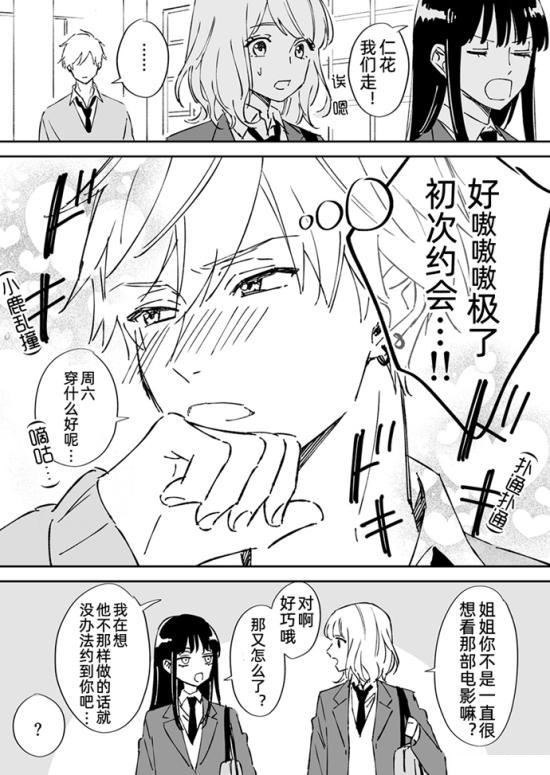 仁花
我们走！
诶
嗯
……
好嗷嗷嗷极了
初次约会…!!
小鹿乱撞
周六
穿什么好呢…
嘀咕…
扑通扑通
姐姐你不是一直很
想看那部电影嘛？
对啊
好巧哦
那又怎么了？
我在想
他不那样做的话就
没办法约到你吧…
？